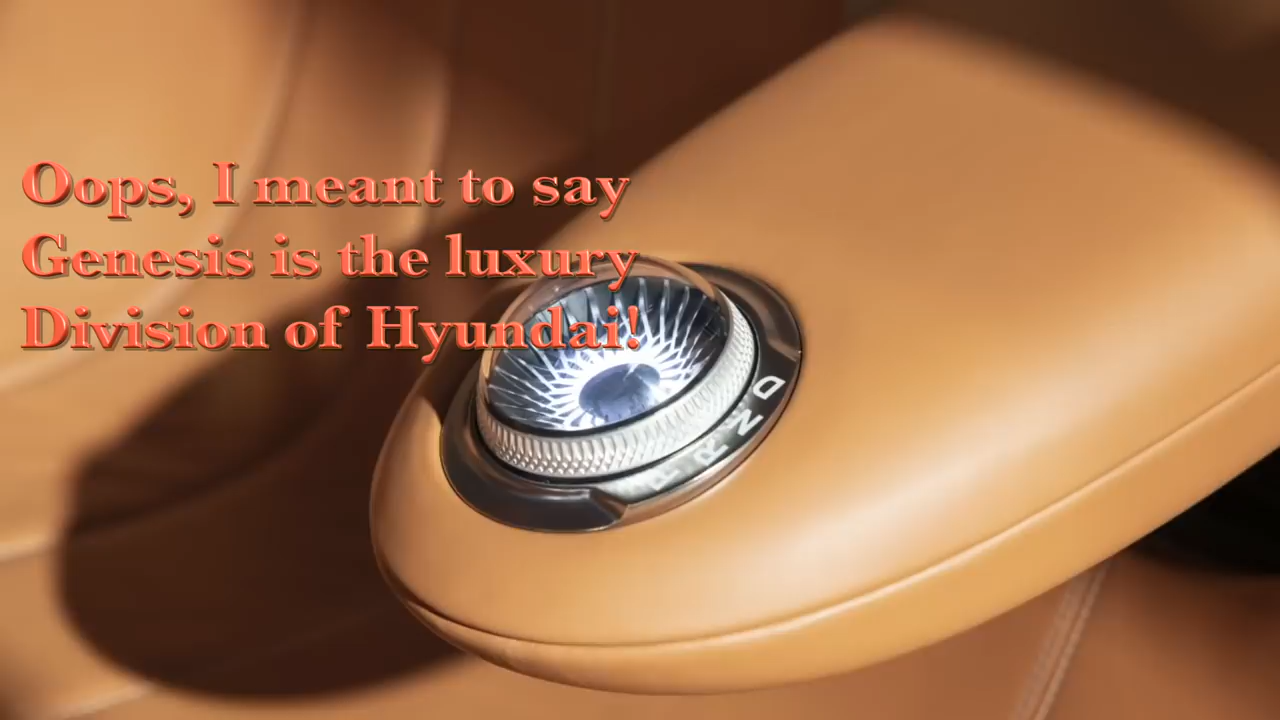 Oops, I meant to say
Genesis is the luxury
Division of Hyundai!
P R N D